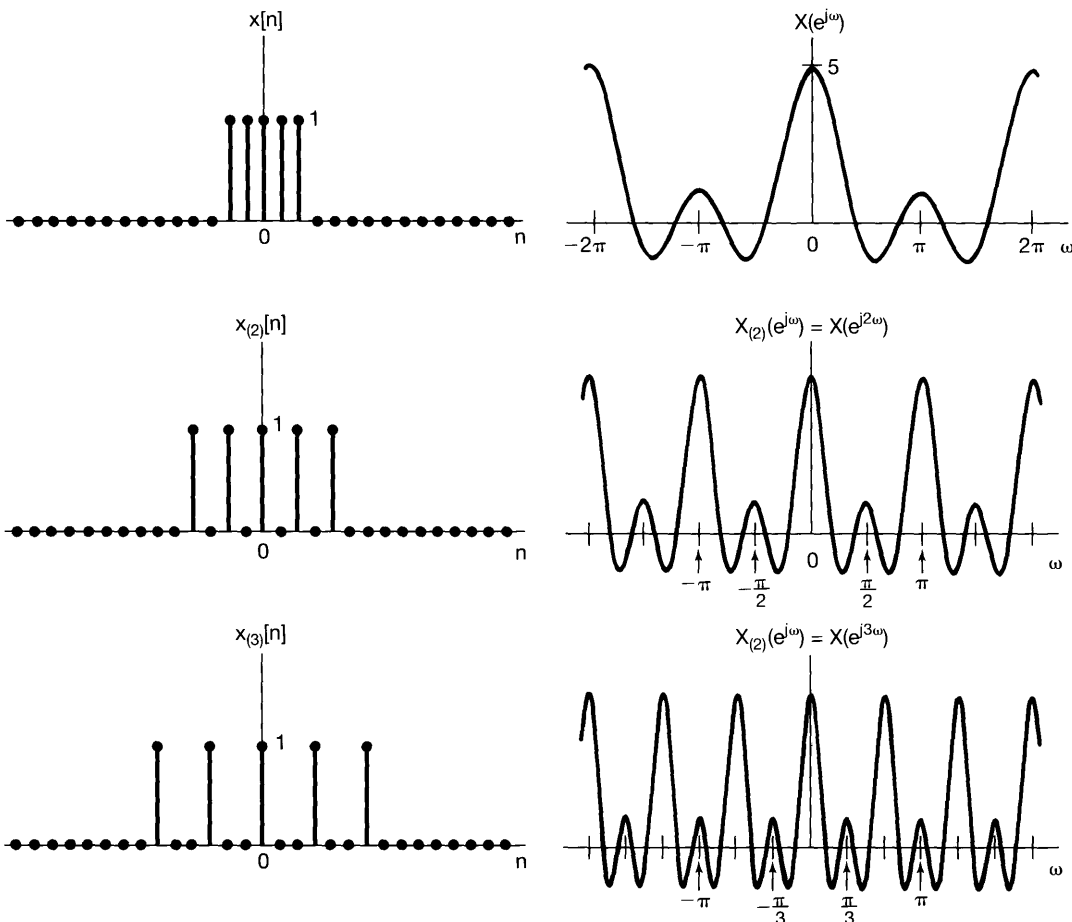 x[n]
1
0
n
X(e^{jω})
5
−2π
−π
0
π
2π
ω
x_{(2)}[n]
1
0
n
X_{(2)}(e^{jω}) = X(e^{j2ω})
0
ω
−π
−π/2
π/2
π
x_{(3)}[n]
1
0
n
X_{(2)}(e^{jω}) = X(e^{j3ω})
ω
−π
−π/3
π/3
π